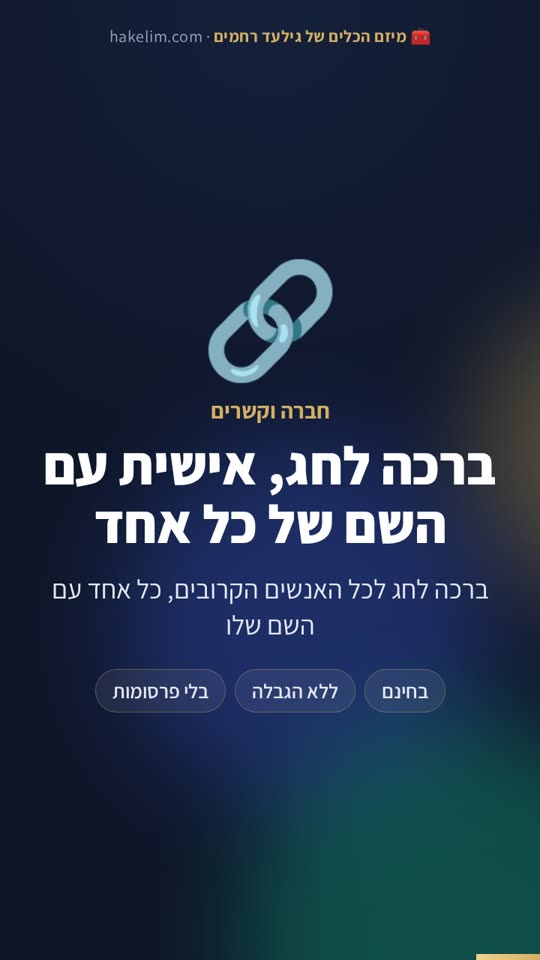 🧰 מיזם הכלים של גילעד רחמים · hakelim.com
חברה וקשרים
ברכה לחג, אישית עם
השם של כל אחד
ברכה לחג לכל האנשים הקרובים, כל אחד עם
השם שלו
בחינם
ללא הגבלה
בלי פרסומות